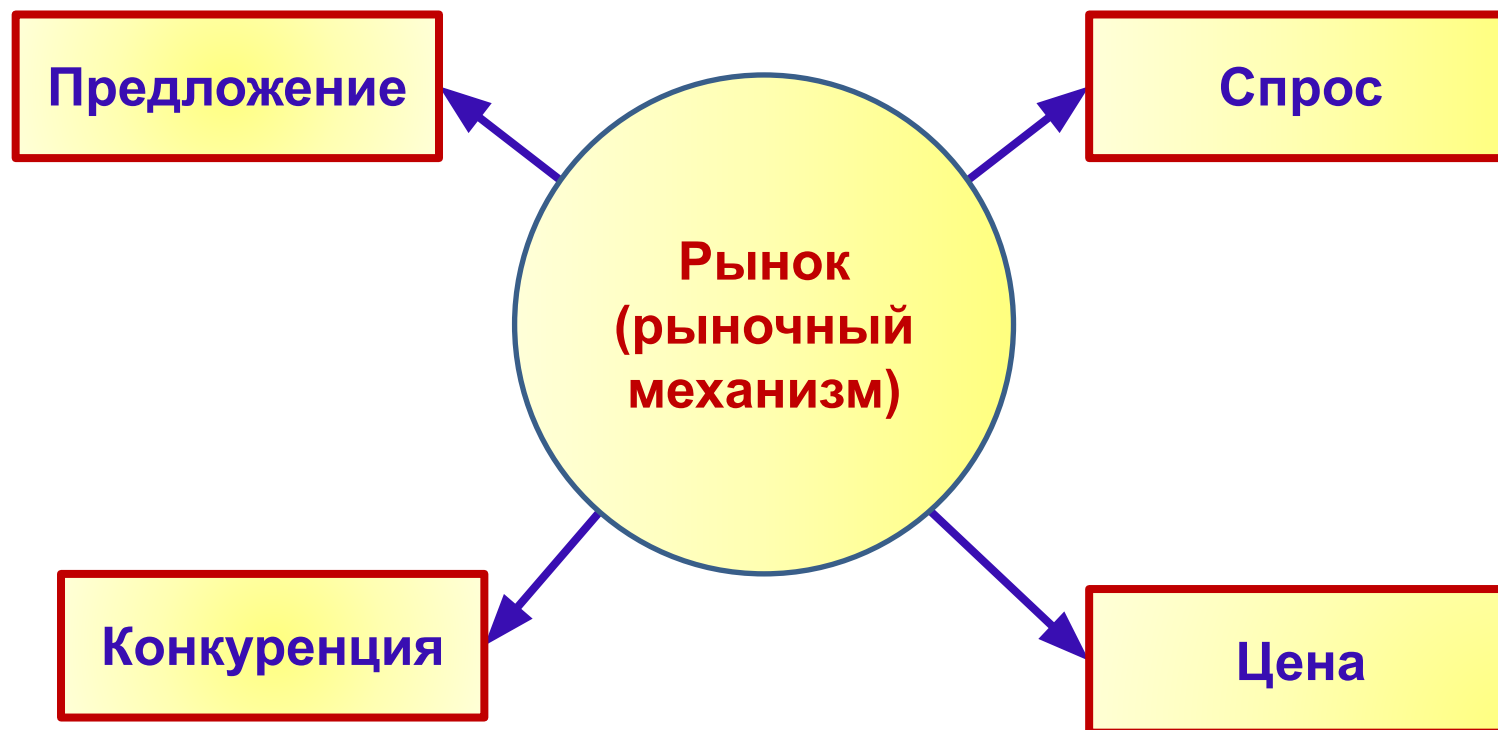 Предложение
Спрос
Рынок
(рыночный
механизм)
Конкуренция
Цена